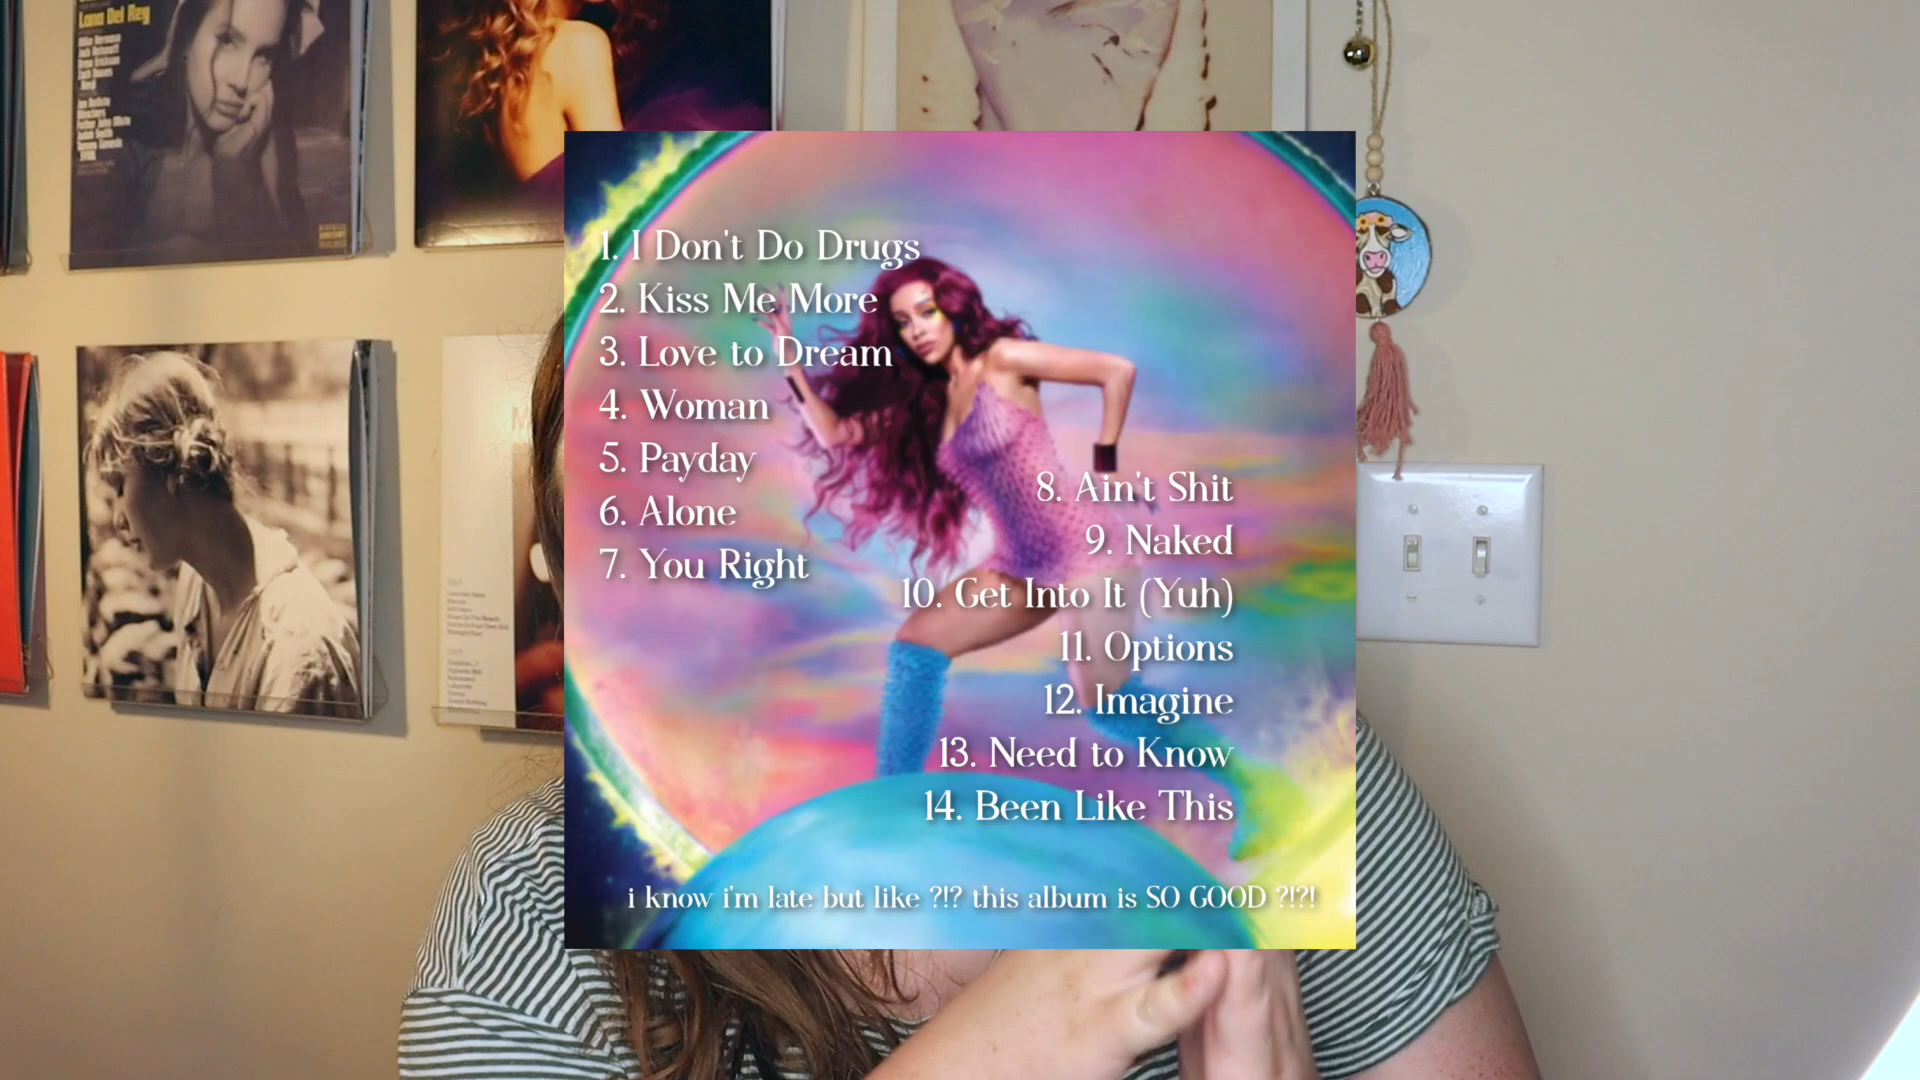 Lana Del Rey
1. I Don't Do Drugs
2. Kiss Me More
3. Love to Dream
4. Woman
5. Payday
6. Alone
7. You Right
8. Ain't Shit
9. Naked
10. Get Into It (Yuh)
11. Options
12. Imagine
13. Need to Know
14. Been Like This
i know i'm late but like ?!? this album is SO GOOD ?!?!